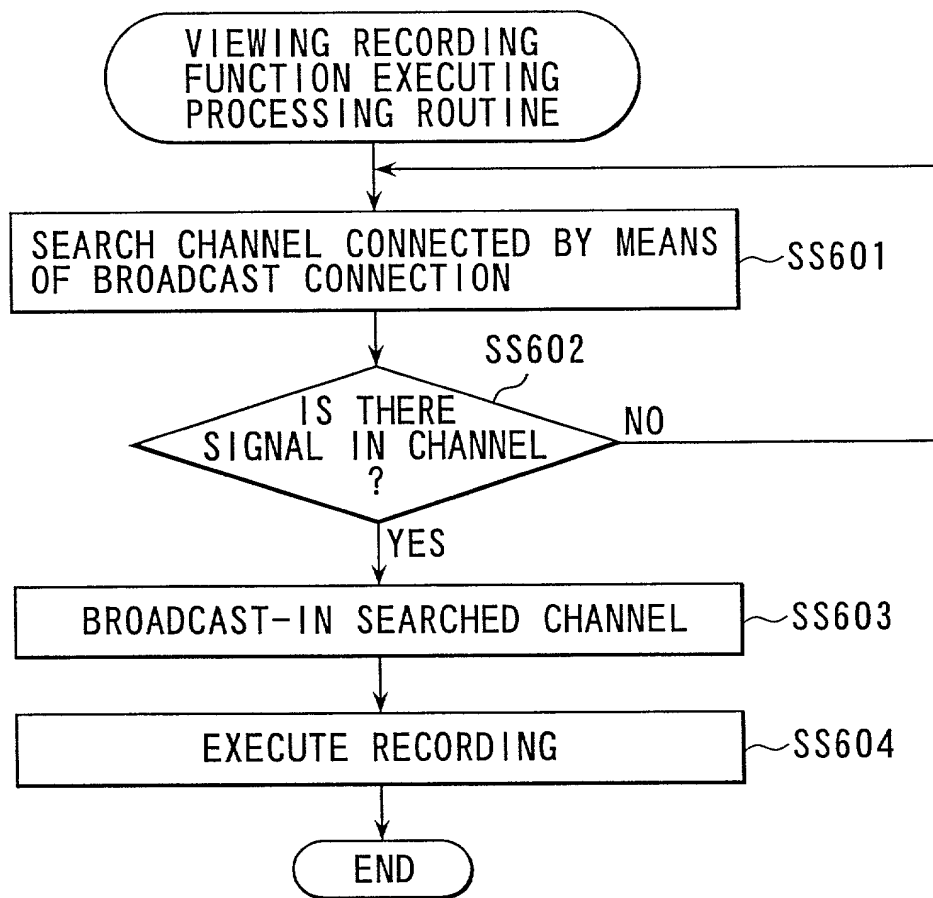 VIEWING RECORDING
FUNCTION EXECUTING
PROCESSING ROUTINE
SEARCH CHANNEL CONNECTED BY MEANS
OF BROADCAST CONNECTION
SS601
SS602
IS THERE
SIGNAL IN CHANNEL
?
NO
YES
BROADCAST-IN SEARCHED CHANNEL
SS603
EXECUTE RECORDING
SS604
END